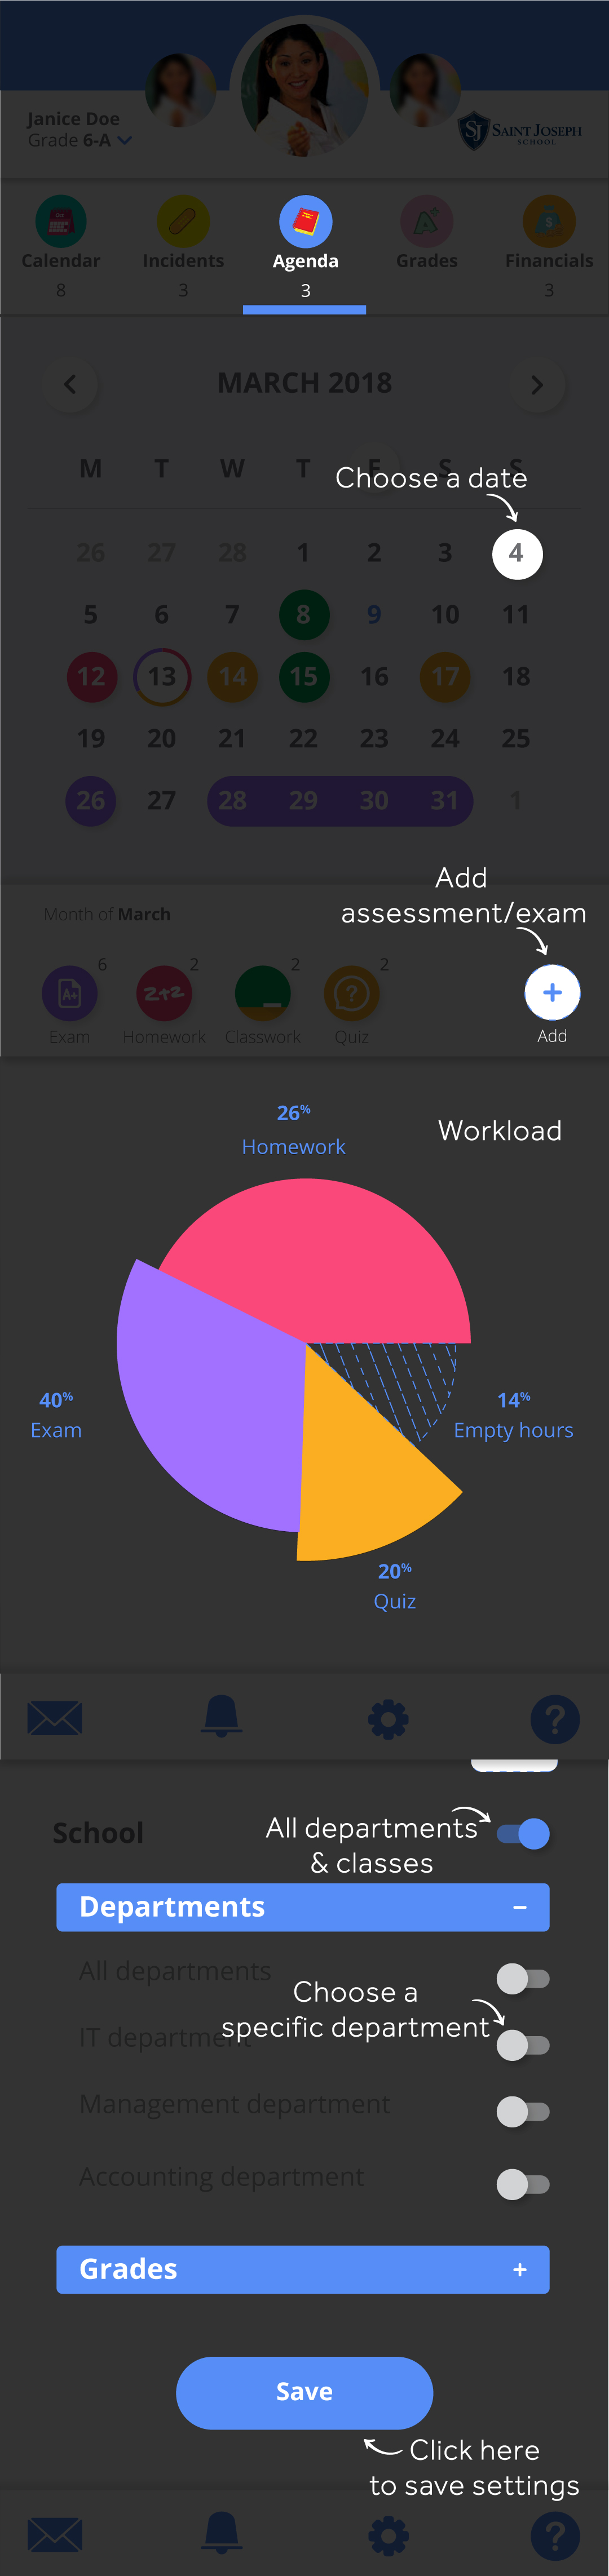 Janice Doe
Grade 6-A
SJ SAINT JOSEPH
SCHOOL
Calendar Incidents Agenda Grades Financials
8 3 3 3
MARCH 2018
M T W T F S S
Choose a date
26 27 28 1 2 3 4
5 6 7 8 9 10 11
12 13 14 15 16 17 18
19 20 21 22 23 24 25
26 27 28 29 30 31 1
Add
assessment/exam
Month of March
6 2 2 2
A+ 2+2 ? +
Exam Homework Classwork Quiz Add
26%
Homework
Workload
40%
Exam
14%
Empty hours
20%
Quiz
?
School
All departments
& classes
Departments −
All departments
Choose a
specific department
IT department
Management department
Accounting department
Grades +
Save
Click here
to save settings
?